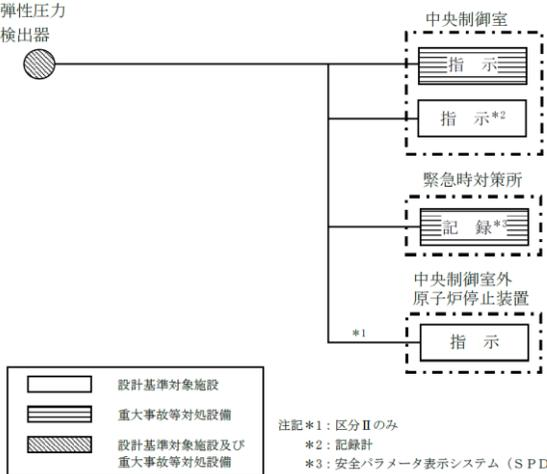 弾性圧力
検出器
中央制御室
指 示
指 示*2
緊急時対策所
記 録*3
中央制御室外
原子炉停止装置
*1
指 示
設計基準対象施設
重大事故等対処設備
設計基準対象施設及び
重大事故等対処設備
注記*1:区分Ⅱのみ
*2:記録計
*3:安全パラメータ表示システム(SPD